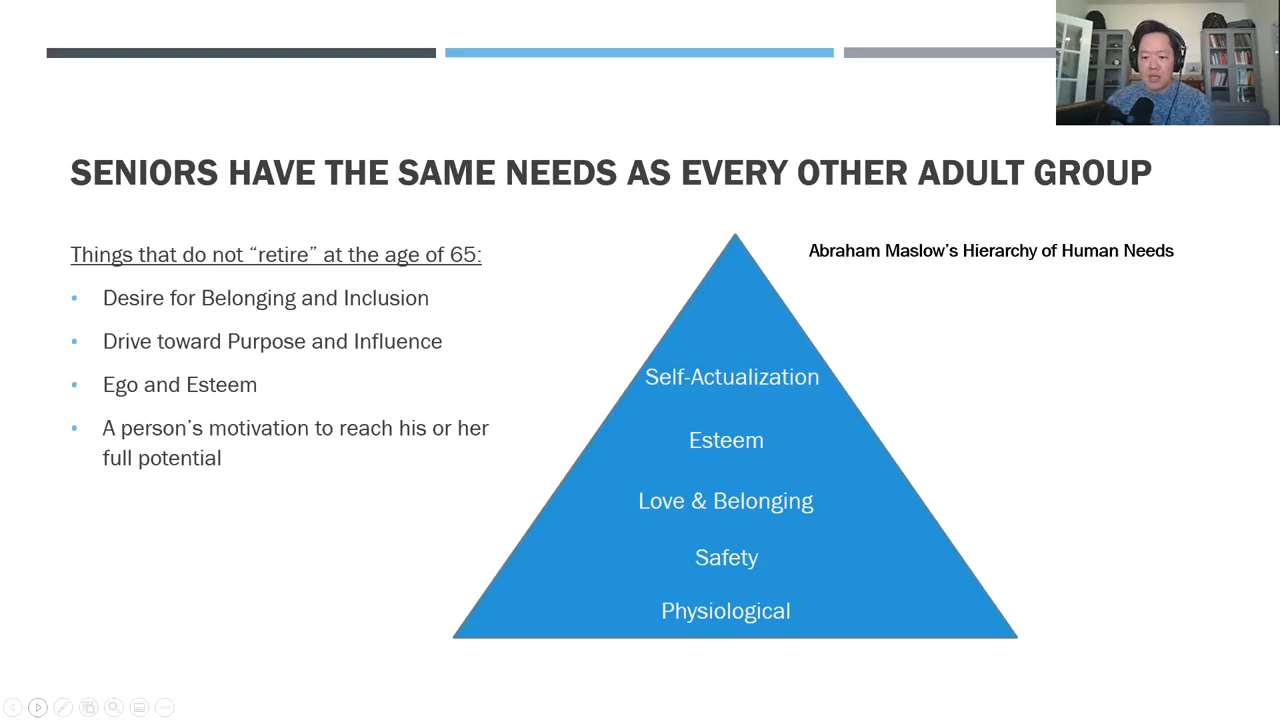 SENIORS HAVE THE SAME NEEDS AS EVERY OTHER ADULT GROUP
Things that do not “retire” at the age of 65:
• Desire for Belonging and Inclusion
• Drive toward Purpose and Influence
• Ego and Esteem
• A person’s motivation to reach his or her
full potential
Abraham Maslow’s Hierarchy of Human Needs
Self-Actualization
Esteem
Love & Belonging
Safety
Physiological